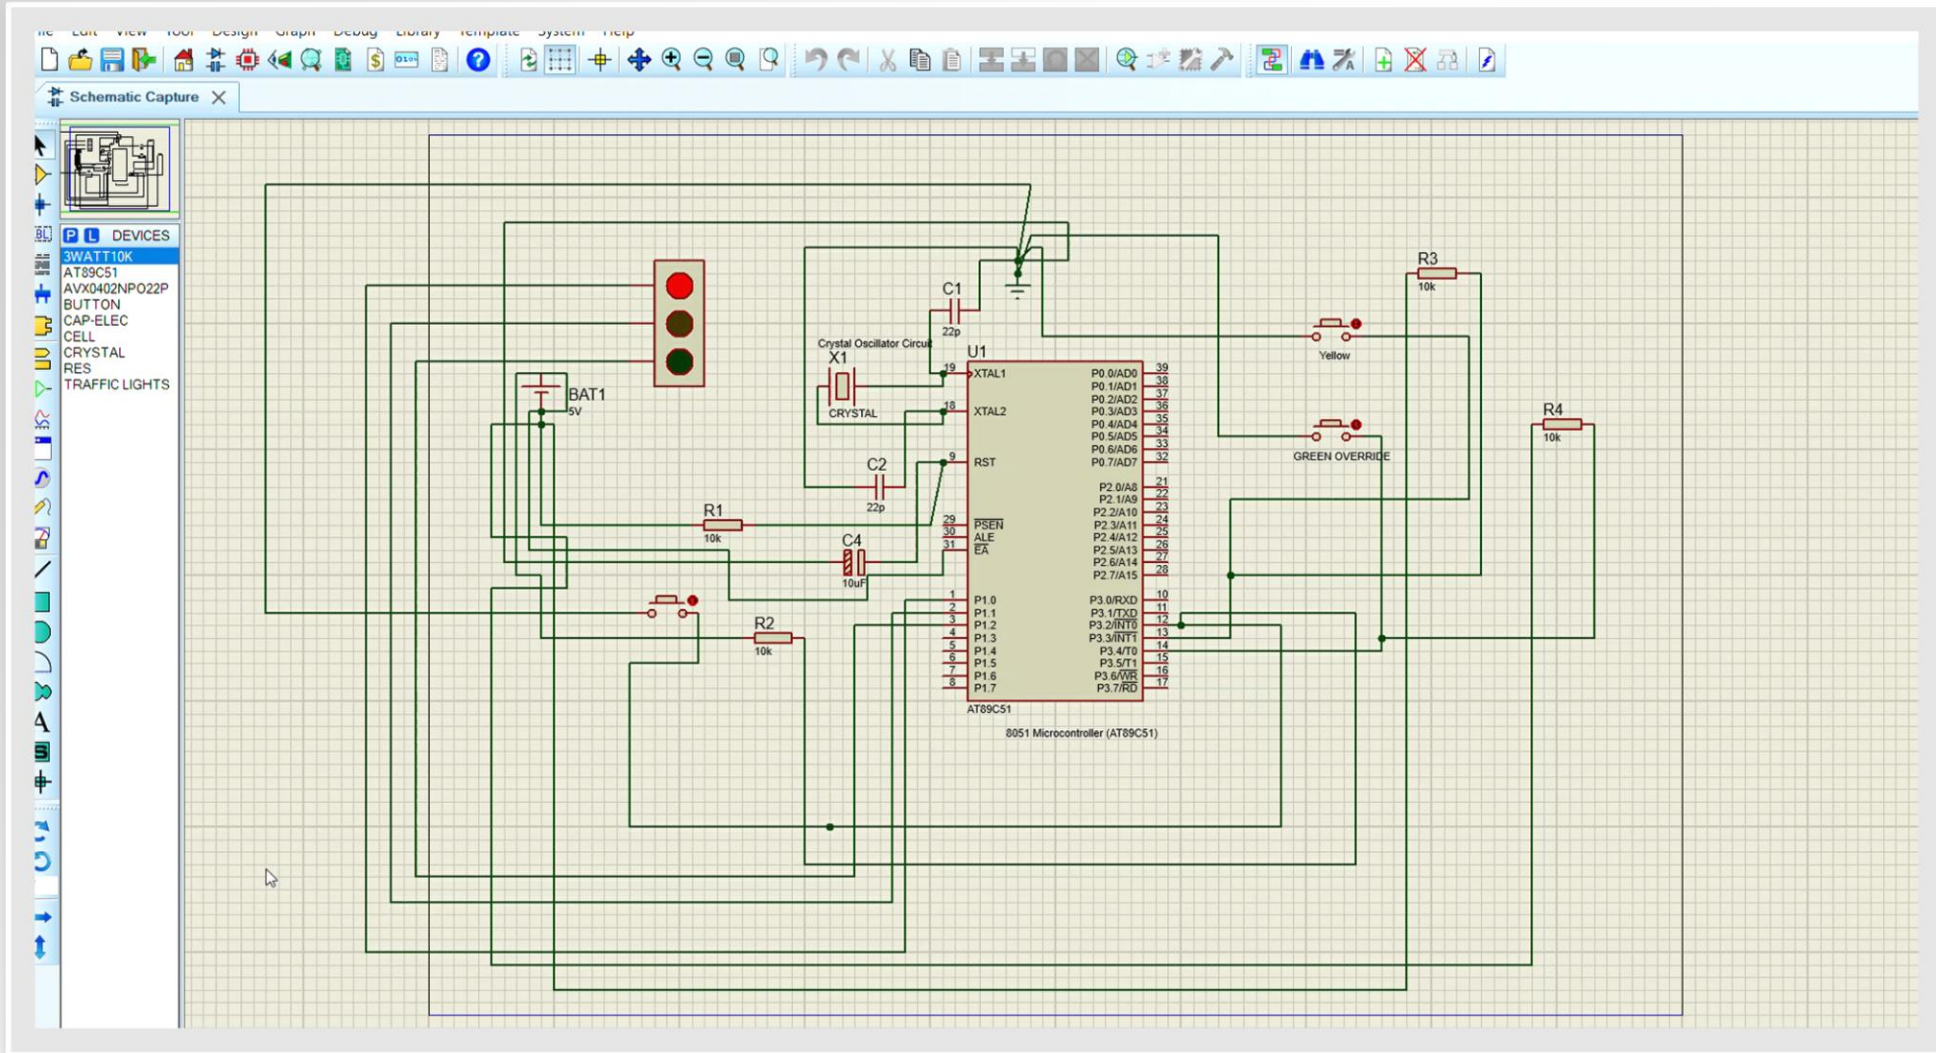 Schematic Capture
P L DEVICES
3WATT10K
AT89C51
AVX0402NPO22P
BUTTON
CAP-ELEC
CELL
CRYSTAL
RES
TRAFFIC LIGHTS
BAT1
5V
C1
22p
Crystal Oscillator Circuit
X1
CRYSTAL
C2
22p
R1
10k
C4
10uF
R2
10k
U1
19 XTAL1
18 XTAL2
9 RST
29 PSEN
30 ALE
31 EA
1 P1.0
2 P1.1
3 P1.2
4 P1.3
5 P1.4
6 P1.5
7 P1.6
8 P1.7
P0.0/AD0 39
P0.1/AD1 38
P0.2/AD2 37
P0.3/AD3 36
P0.4/AD4 35
P0.5/AD5 34
P0.6/AD6 33
P0.7/AD7 32
P2.0/A8 21
P2.1/A9 22
P2.2/A10 23
P2.3/A11 24
P2.4/A12 25
P2.5/A13 26
P2.6/A14 27
P2.7/A15 28
P3.0/RXD 10
P3.1/TXD 11
P3.2/INT0 12
P3.3/INT1 13
P3.4/T0 14
P3.5/T1 15
P3.6/WR 16
P3.7/RD 17
AT89C51
8051 Microcontroller (AT89C51)
Yellow
GREEN OVERRIDE
R3
10k
R4
10k